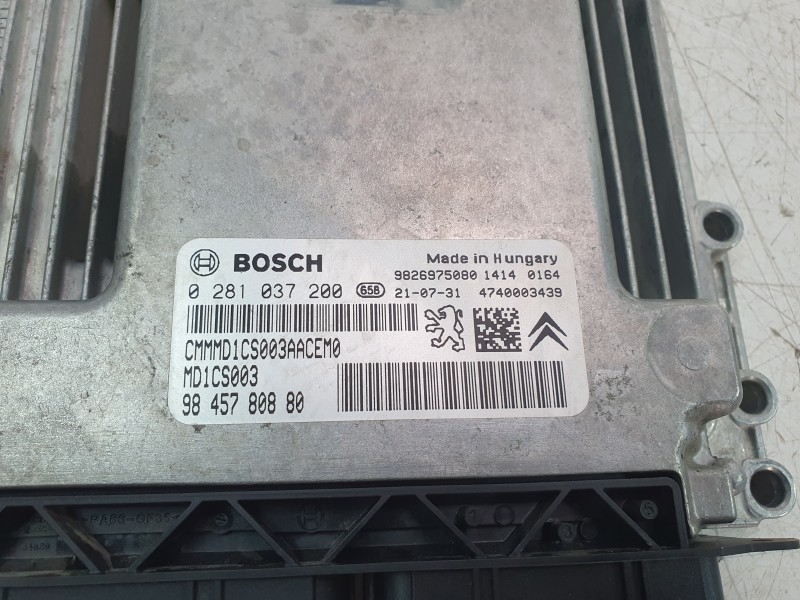 BOSCH
Made in Hungary
9826975080 1414 0164
0 281 037 200 658 21-07-31 4740003439
CMMMD1CS003AACEM0
MD1CS003
98 457 808 80